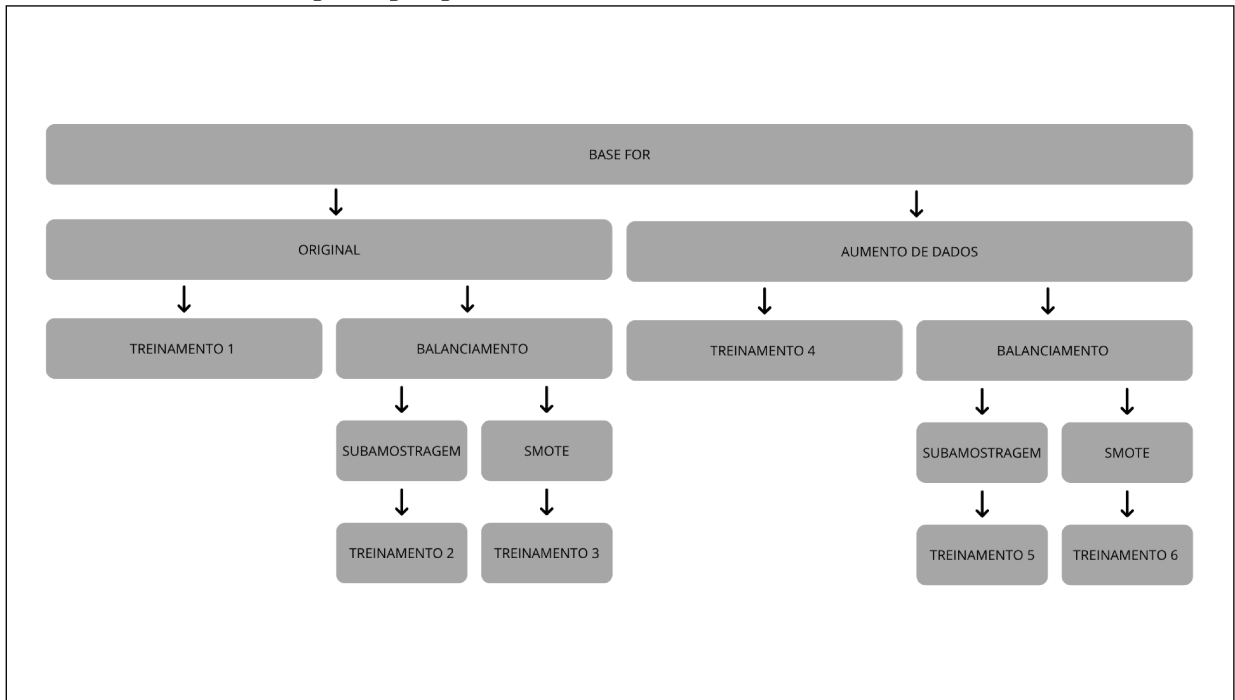 BASE FOR
ORIGINAL
AUMENTO DE DADOS
TREINAMENTO 1
BALANCIAMENTO
TREINAMENTO 4
BALANCIAMENTO
SUBAMOSTRAGEM
SMOTE
SUBAMOSTRAGEM
SMOTE
TREINAMENTO 2
TREINAMENTO 3
TREINAMENTO 5
TREINAMENTO 6